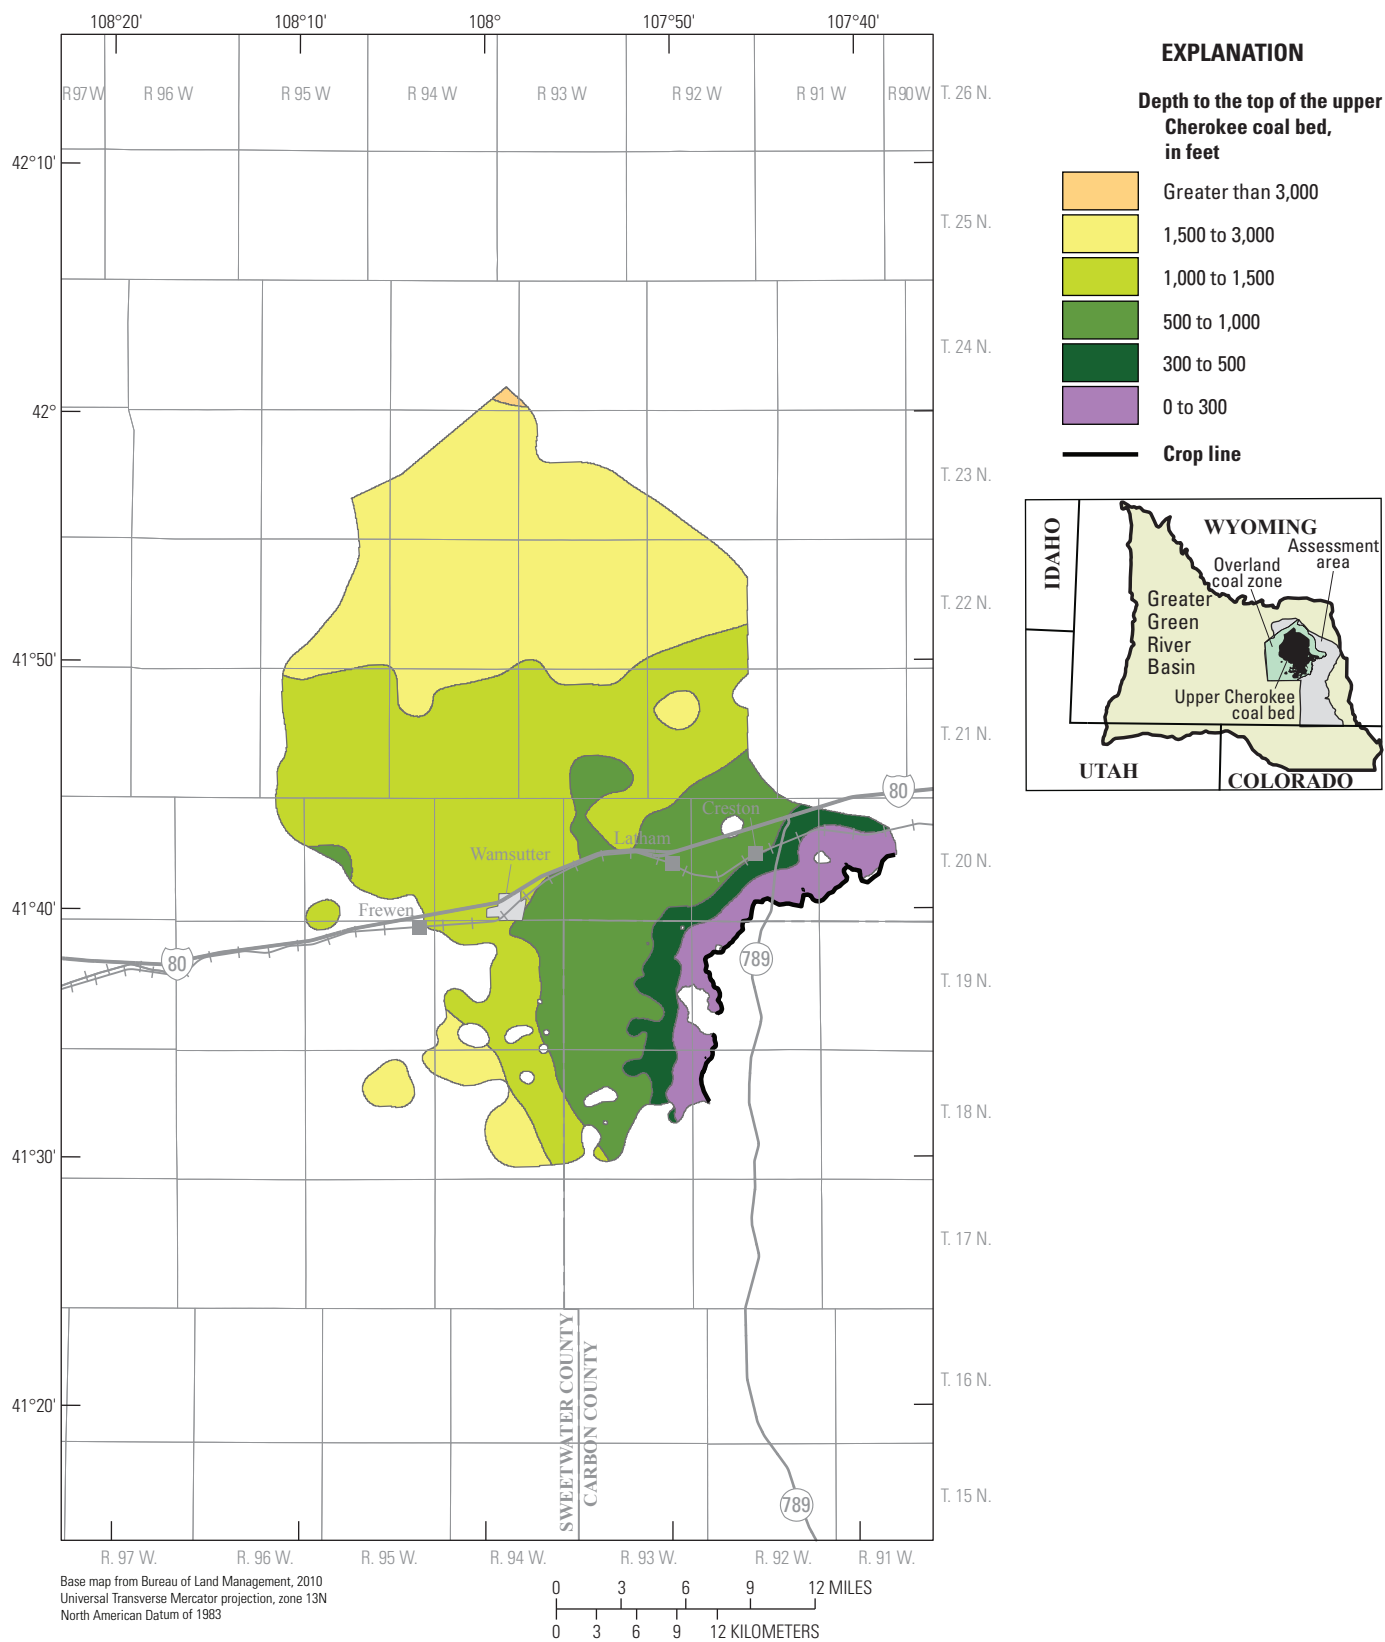 108°20'
108°10'
108°
107°50'
107°40'
R 97 W
R 96 W
R 95 W
R 94 W
R 93 W
R 92 W
R 91 W
R90W
T. 26 N.
42°10'
T. 25 N.
T. 24 N.
42°
T. 23 N.
T. 22 N.
41°50'
T. 21 N.
80
Creston
Latham
Wamsutter
T. 20 N.
41°40'
Frewen
80
789
T. 19 N.
T. 18 N.
41°30'
T. 17 N.
SWEETWATER COUNTY
CARBON COUNTY
T. 16 N.
41°20'
T. 15 N.
789
R. 97 W.
R. 96 W.
R. 95 W.
R. 94 W.
R. 93 W.
R. 92 W.
R. 91 W.
Base map from Bureau of Land Management, 2010
Universal Transverse Mercator projection, zone 13N
North American Datum of 1983
0 3 6 9 12 MILES
0 3 6 9 12 KILOMETERS
EXPLANATION
Depth to the top of the upper
Cherokee coal bed,
in feet
Greater than 3,000
1,500 to 3,000
1,000 to 1,500
500 to 1,000
300 to 500
0 to 300
Crop line
IDAHO
WYOMING
Assessment
area
Overland
coal zone
Greater
Green
River
Basin
Upper Cherokee
coal bed
UTAH
COLORADO